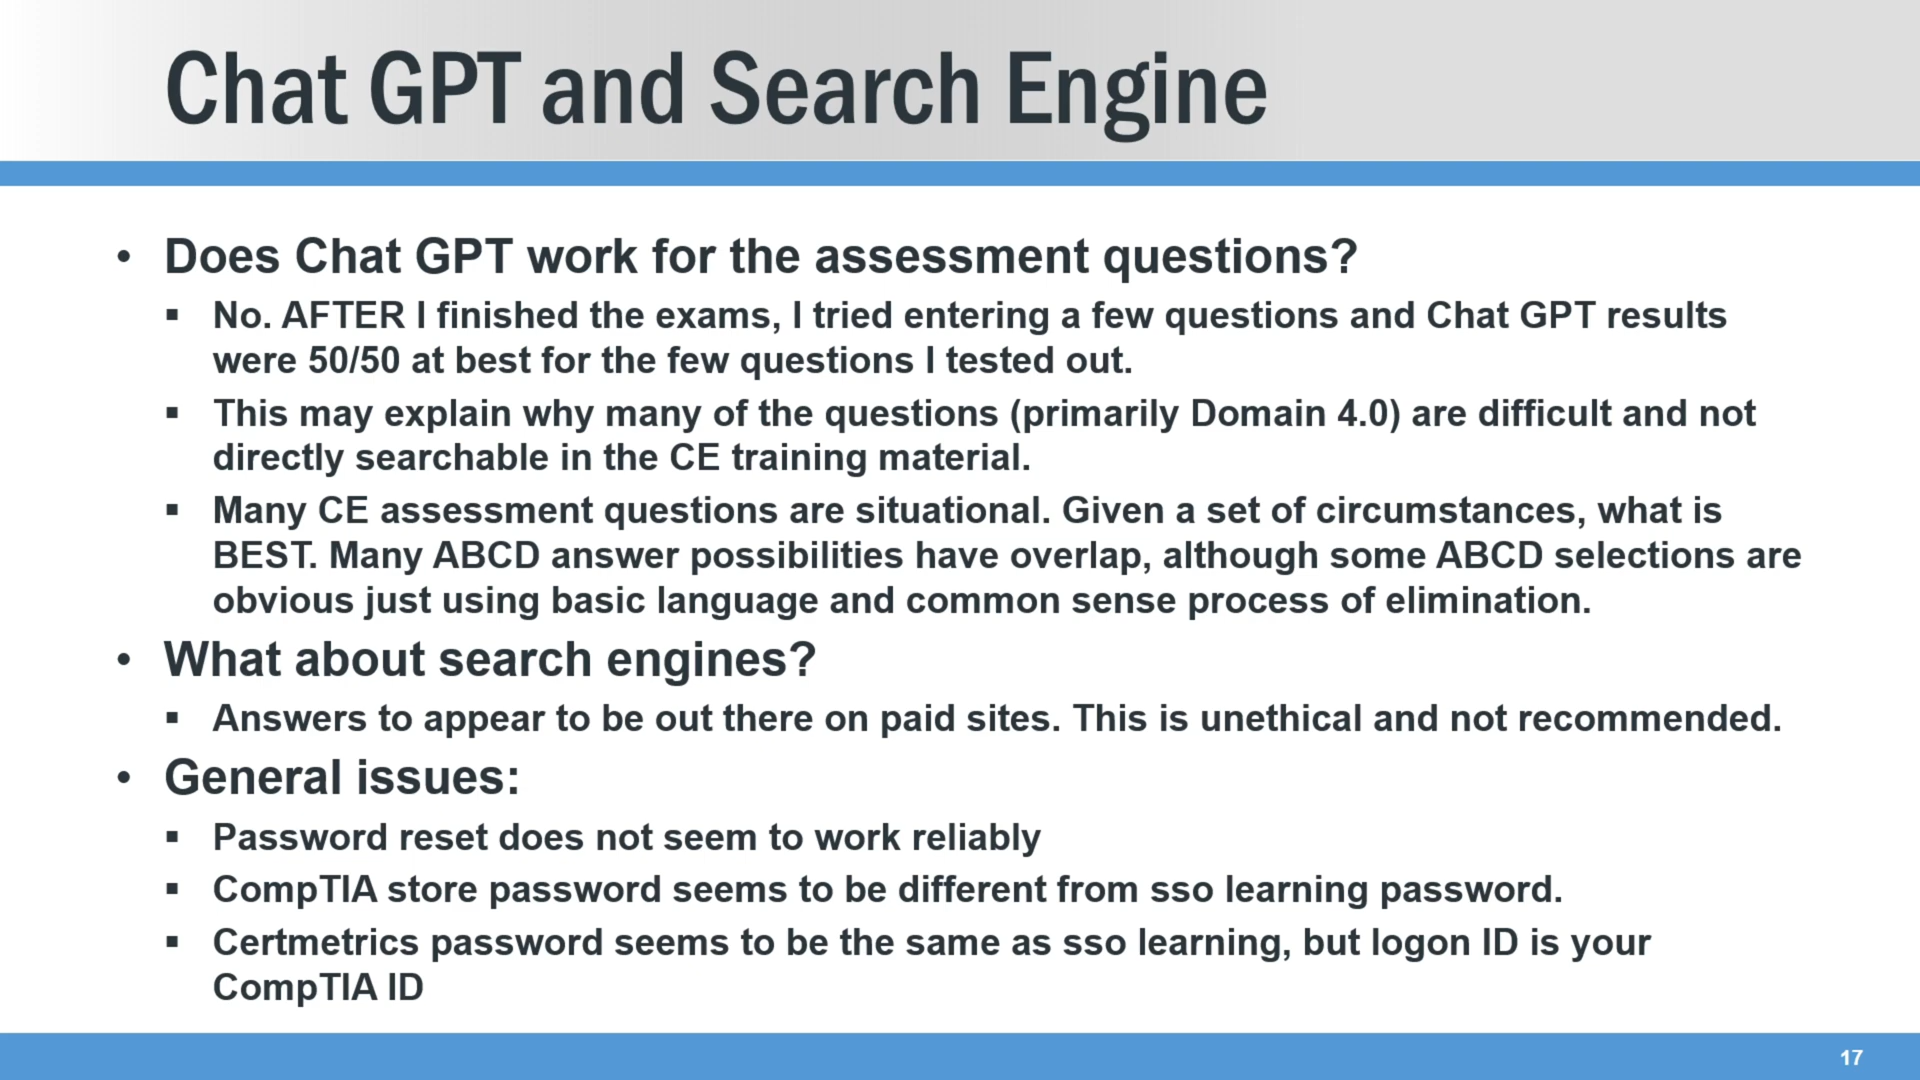 Chat GPT and Search Engine
• Does Chat GPT work for the assessment questions?
▪ No. AFTER I finished the exams, I tried entering a few questions and Chat GPT results
were 50/50 at best for the few questions I tested out.
▪ This may explain why many of the questions (primarily Domain 4.0) are difficult and not
directly searchable in the CE training material.
▪ Many CE assessment questions are situational. Given a set of circumstances, what is
BEST. Many ABCD answer possibilities have overlap, although some ABCD selections are
obvious just using basic language and common sense process of elimination.
• What about search engines?
▪ Answers to appear to be out there on paid sites. This is unethical and not recommended.
• General issues:
▪ Password reset does not seem to work reliably
▪ CompTIA store password seems to be different from sso learning password.
▪ Certmetrics password seems to be the same as sso learning, but logon ID is your
CompTIA ID
17